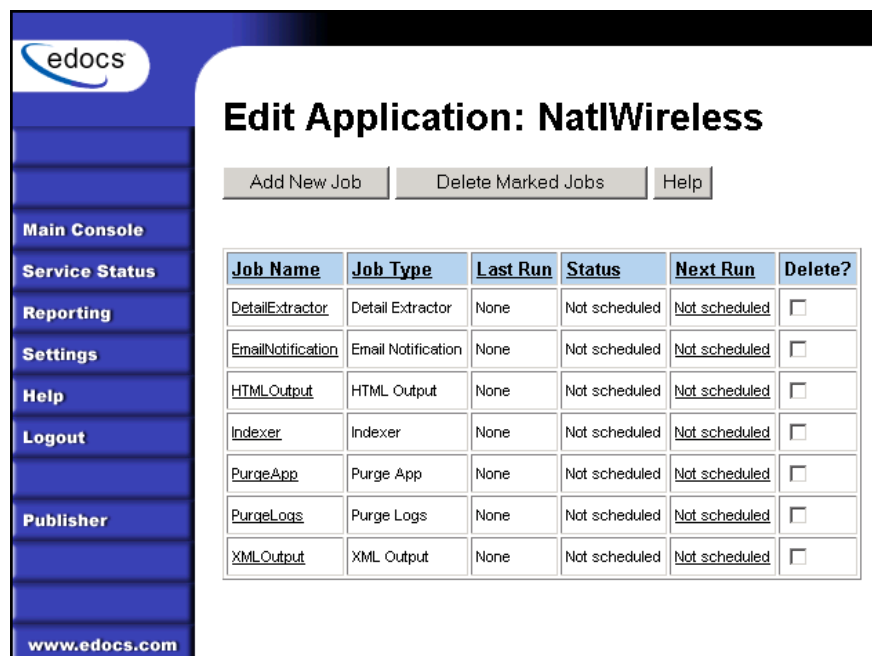 edocs
Edit Application: NatlWireless
Add New Job Delete Marked Jobs Help
Main Console
Service Status
Reporting
Settings
Help
Logout
Publisher
www.edocs.com
Job Name Job Type Last Run Status Next Run Delete?
DetailExtractor Detail Extractor None Not scheduled Not scheduled
EmailNotification Email Notification None Not scheduled Not scheduled
HTMLOutput HTML Output None Not scheduled Not scheduled
Indexer Indexer None Not scheduled Not scheduled
PurgeApp Purge App None Not scheduled Not scheduled
PurgeLogs Purge Logs None Not scheduled Not scheduled
XMLOutput XML Output None Not scheduled Not scheduled